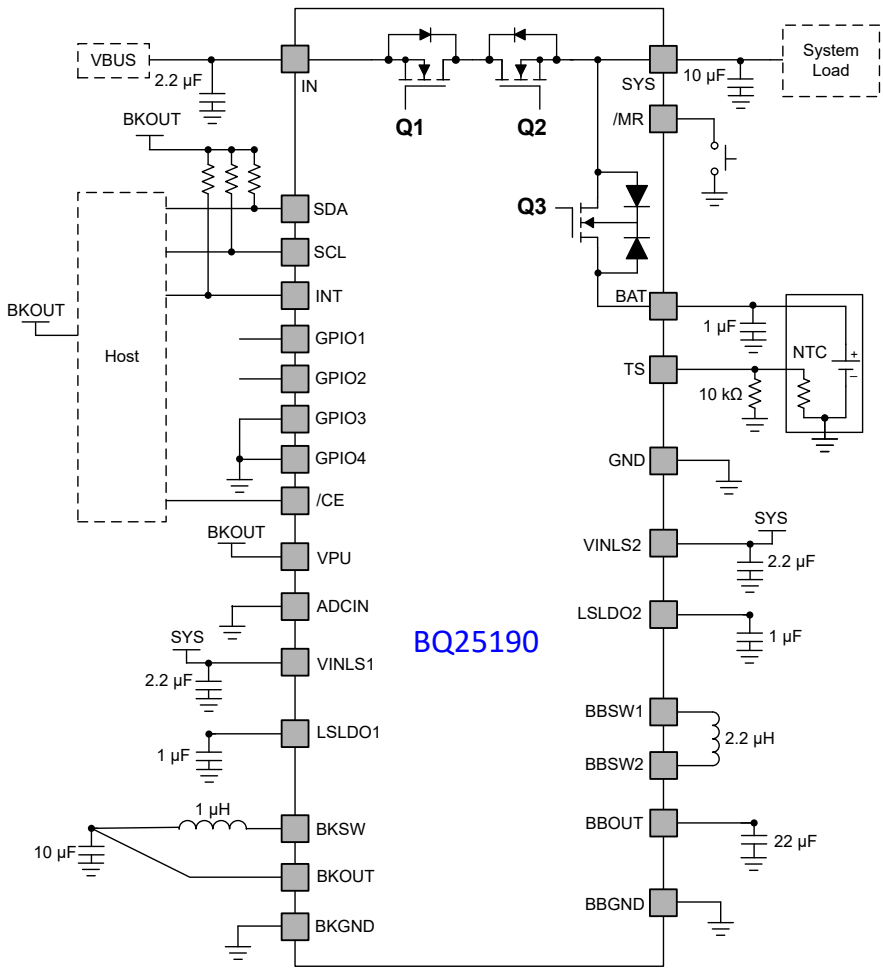 VBUS
2.2 µF
IN
Q1
Q2
SYS
10 µF
System
Load
/MR
BKOUT
Q3
SDA
SCL
INT
BKOUT
Host
GPIO1
GPIO2
GPIO3
GPIO4
/CE
BAT
1 µF
NTC
+
–
TS
10 kΩ
GND
BKOUT
VPU
ADCIN
SYS
VINLS1
2.2 µF
LSLDO1
1 µF
BQ25190
SYS
VINLS2
2.2 µF
LSLDO2
1 µF
BBSW1
2.2 µH
BBSW2
1 µH
BKSW
10 µF
BKOUT
BKGND
BBOUT
22 µF
BBGND